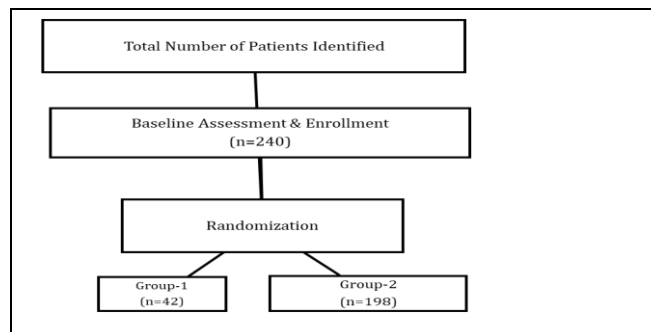 Total Number of Patients Identified
Baseline Assessment & Enrollment
(n=240)
Randomization
Group-1
(n=42)
Group-2
(n=198)